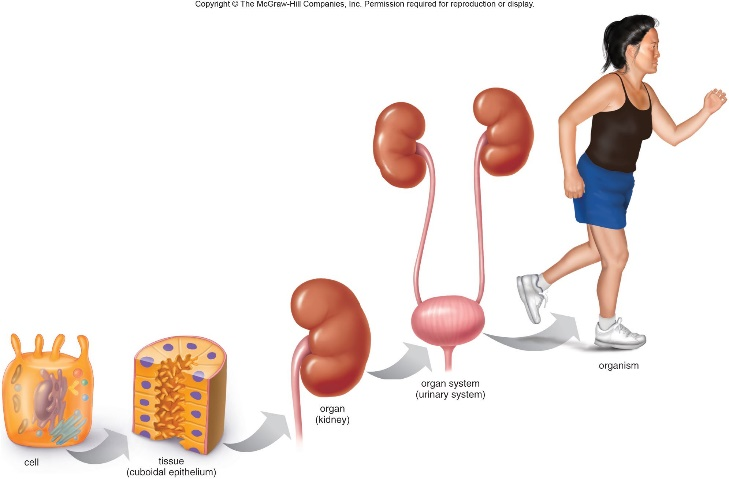 Copyright © The McGraw-Hill Companies, Inc. Permission required for reproduction or display.
cell
tissue
(cuboidal epithelium)
organ
(kidney)
organ system
(urinary system)
organism